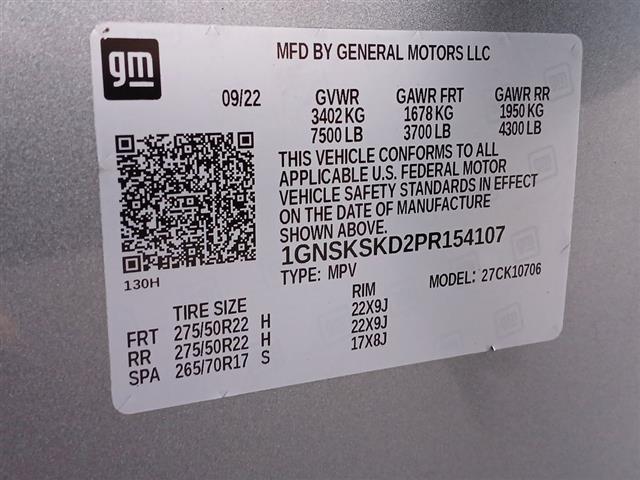 gm
MFD BY GENERAL MOTORS LLC
09/22 GVWR GAWR FRT GAWR RR
3402 KG 1678 KG 1950 KG
7500 LB 3700 LB 4300 LB
THIS VEHICLE CONFORMS TO ALL
APPLICABLE U.S. FEDERAL MOTOR
VEHICLE SAFETY STANDARDS IN EFFECT
ON THE DATE OF MANUFACTURE
SHOWN ABOVE.
1GNSKSKD2PR154107
130H
TYPE: MPV MODEL: 27CK10706
TIRE SIZE RIM
FRT 275/50R22 H 22X9J
RR 275/50R22 H 22X9J
SPA 265/70R17 S 17X8J